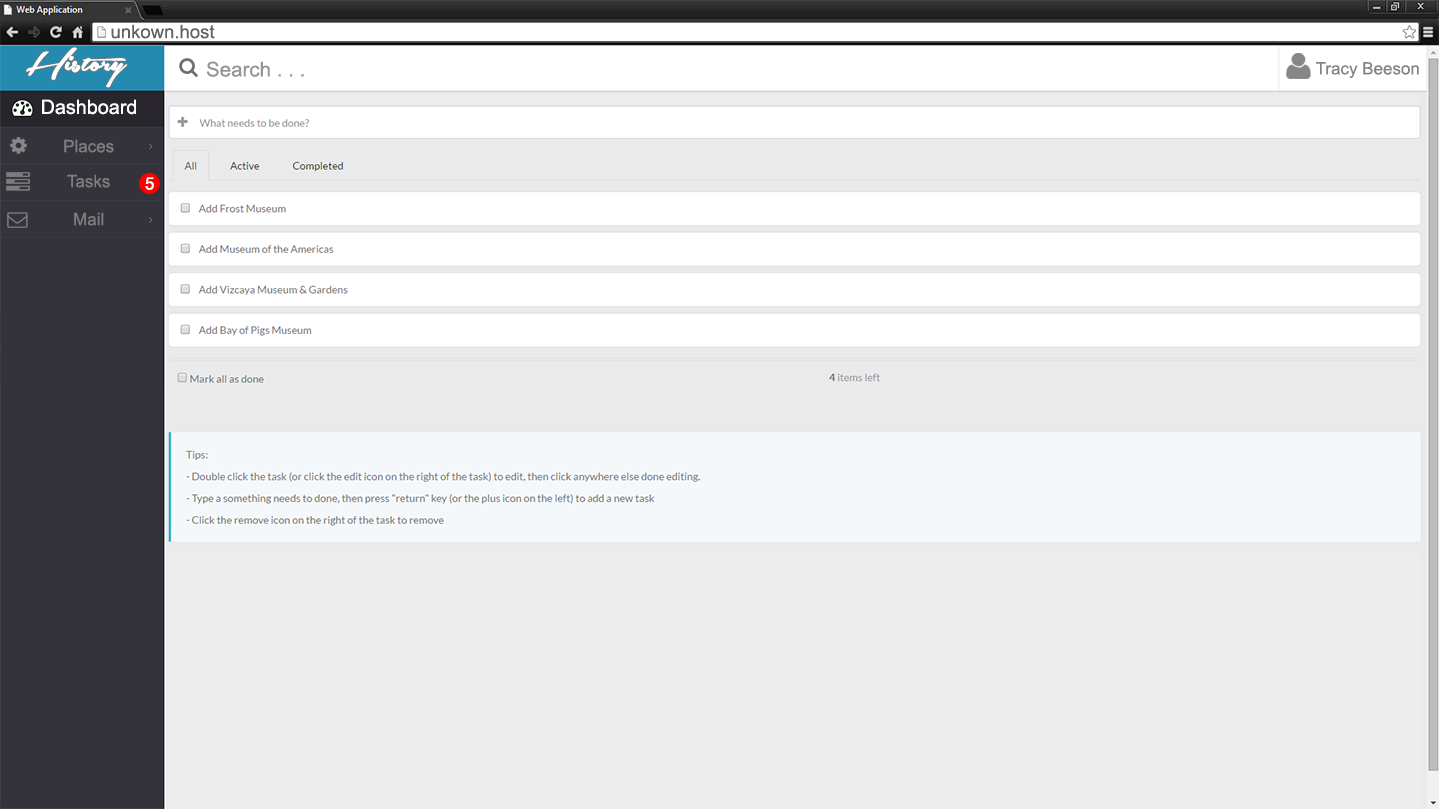 Web Application
unkown.host
History
Search . . .
Tracy Beeson
Dashboard
Places
Tasks
5
Mail
What needs to be done?
All
Active
Completed
Add Frost Museum
Add Museum of the Americas
Add Vizcaya Museum & Gardens
Add Bay of Pigs Museum
Mark all as done
4 items left
Tips:
- Double click the task (or click the edit icon on the right of the task) to edit, then click anywhere else done editing.
- Type a something needs to done, then press "return" key (or the plus icon on the left) to add a new task
- Click the remove icon on the right of the task to remove